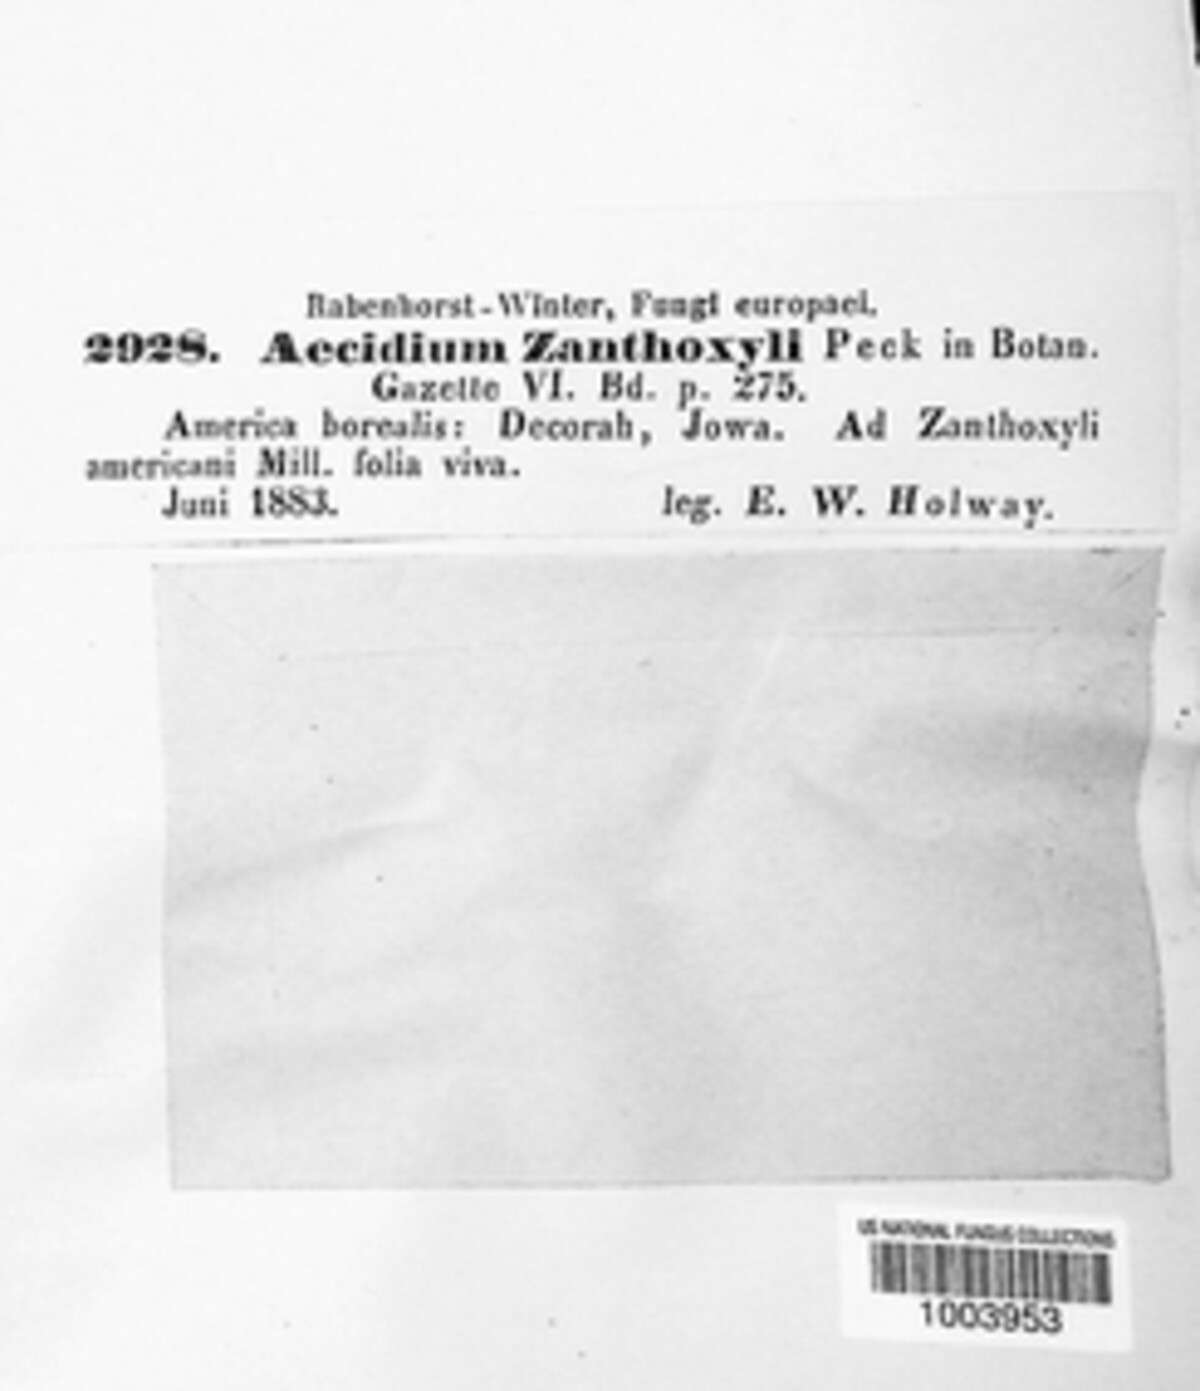 Rabenhorst-Winter, Fungi europaei.
2928. Aecidium Zanthoxyli Peck in Botan.
Gazette VI. Bd. p. 275.
America borealis: Decorah, Jowa. Ad Zanthoxyli
americani Mill. folia viva.
Juni 1883. leg. E. W. Holway.
US NATIONAL FUNGUS COLLECTIONS
1003953